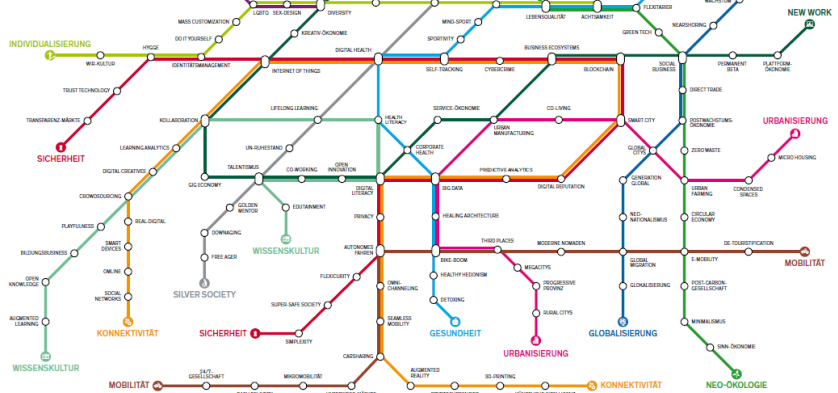 WACHSTUM
LGBTQ
SEX-DESIGN
DIVERSITY
LEBENSQUALITÄT
ACHTSAMKEIT
FLEXITARIER
MASS CUSTOMIZATION
MIND-SPORT
NEARSHORING
NEW WORK
DO IT YOURSELF
KREATIV-ÖKONOMIE
SPORTIVITY
GREEN TECH
INDIVIDUALISIERUNG
HYGGE
DIGITAL HEALTH
BUSINESS ECOSYSTEMS
WIR-KULTUR
IDENTITÄTSMANAGEMENT
INTERNET OF THINGS
SELF-TRACKING
CYBERCRIME
BLOCKCHAIN
SOCIAL
BUSINESS
PERMANENT
BETA
PLATTFORM-
ÖKONOMIE
TRUST TECHNOLOGY
DIRECT TRADE
LIFELONG LEARNING
SERVICE-ÖKONOMIE
CO-LIVING
TRANSPARENZ-MÄRKTE
KOLLABORATION
HEALTH
LITERACY
URBAN
MANUFACTURING
SMART CITY
POSTWACHSTUMS-
ÖKONOMIE
URBANISIERUNG
SICHERHEIT
LEARNING ANALYTICS
UN-RUHESTAND
CORPORATE
HEALTH
GLOBAL
CITYS
ZERO WASTE
MICRO HOUSING
DIGITAL CREATIVES
TALENTISMUS
CO-WORKING
OPEN
INNOVATION
PREDICTIVE ANALYTICS
GIG ECONOMY
DIGITAL
LITERACY
BIG DATA
DIGITAL REPUTATION
GENERATION
GLOBAL
URBAN
FARMING
CONDENSED
SPACES
CROWDSOURCING
GOLDEN
MENTOR
EDUTAINMENT
PRIVACY
HEALING ARCHITECTURE
NEO-
NATIONALISMUS
CIRCULAR
ECONOMY
PLAYFULNESS
REAL-DIGITAL
DOWNAGING
WISSENSKULTUR
THIRD PLACES
MODERNE NOMADEN
DE-TOURISTIFICATION
BILDUNGSBUSINESS
SMART
DEVICES
FREE AGER
AUTONOMES
FAHREN
BIKE-BOOM
GLOBAL
MIGRATION
E-MOBILITY
MOBILITÄT
OPEN
KNOWLEDGE
OMLINE
FLEXICURITY
OMNI-
CHANNELING
HEALTHY HEDONISM
MEGACITYS
PROGRESSIVE
PROVINZ
GLOKALISIERUNG
POST-CARBON-
GESELLSCHAFT
SOCIAL
NETWORKS
SILVER SOCIETY
SUPER-SAFE SOCIETY
DETOXING
RURAL CITYS
AUGMENTED
LEARNING
KONNEKTIVITÄT
SICHERHEIT
SIMPLEXITY
SEAMLESS
MOBILITY
GESUNDHEIT
URBANISIERUNG
GLOBALISIERUNG
MINIMALISMUS
SINN-ÖKONOMIE
WISSENSKULTUR
CARSHARING
MOBILITÄT
24/7-
GESELLSCHAFT
MIKROMOBILITÄT
AUGMENTED
REALITY
3D-PRINTING
KONNEKTIVITÄT
NEO-ÖKOLOGIE